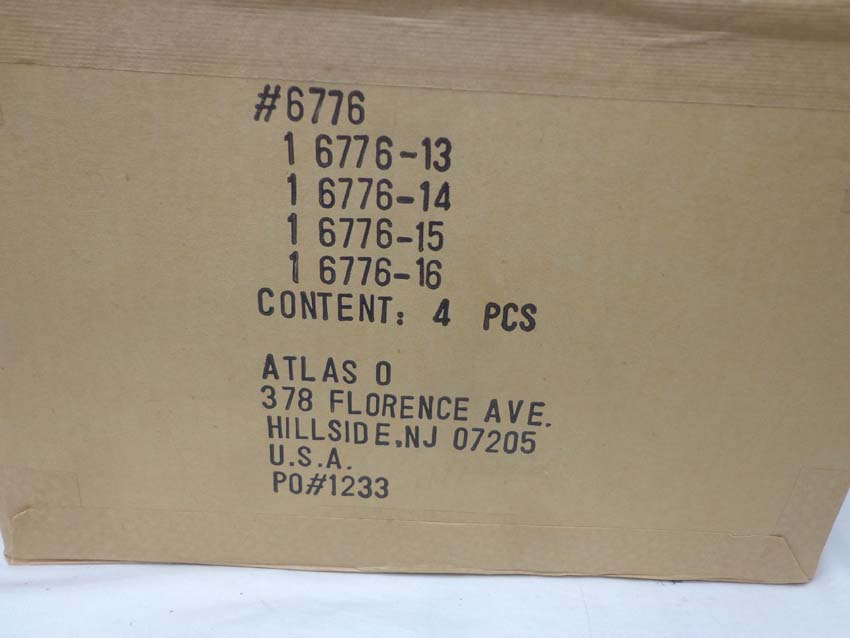 #6776
1 6776-13
1 6776-14
1 6776-15
1 6776-16
CONTENT: 4 PCS
ATLAS O
378 FLORENCE AVE.
HILLSIDE,NJ 07205
U.S.A.
PO#1233